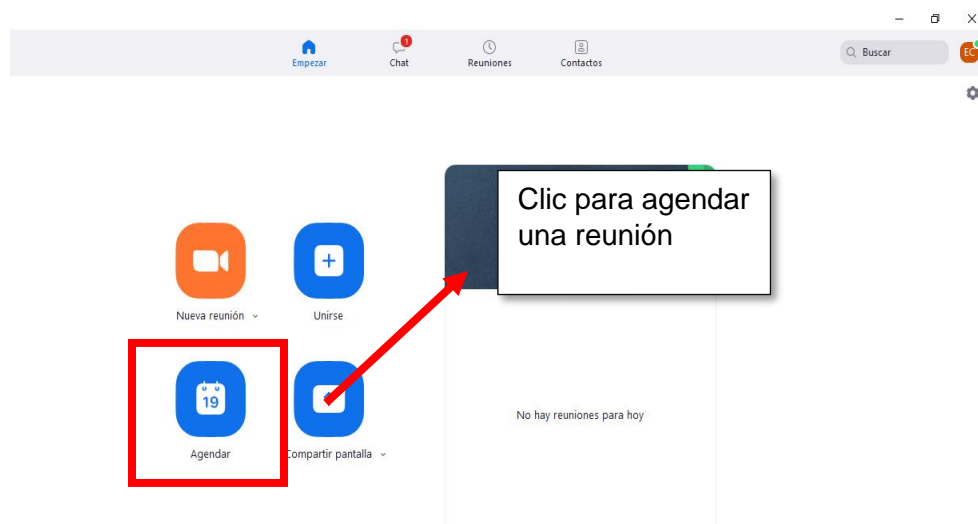 Empezar
1
Chat
Reuniones
Contactos
Buscar
EC
Clic para agendar
una reunión
Nueva reunión
Unirse
19
Agendar
Compartir pantalla
No hay reuniones para hoy